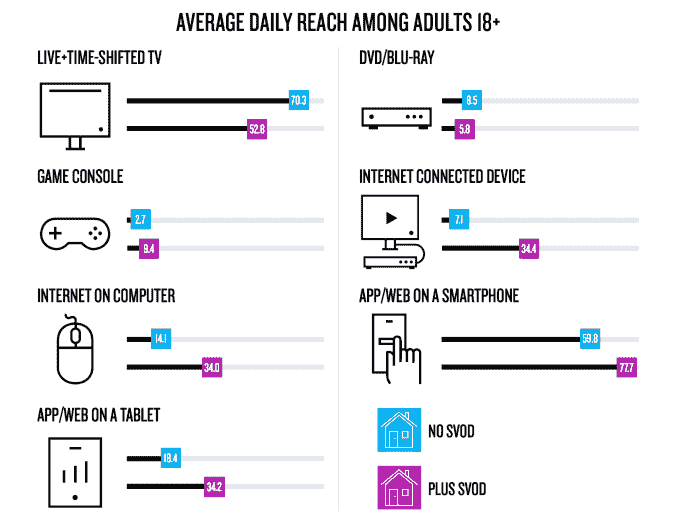 AVERAGE DAILY REACH AMONG ADULTS 18+
LIVE+TIME-SHIFTED TV
70.3
52.8
GAME CONSOLE
2.7
9.4
INTERNET ON COMPUTER
14.1
34.0
APP/WEB ON A TABLET
18.4
34.2
DVD/BLU-RAY
8.5
5.8
INTERNET CONNECTED DEVICE
7.1
34.4
APP/WEB ON A SMARTPHONE
59.8
77.7
NO SVOD
PLUS SVOD